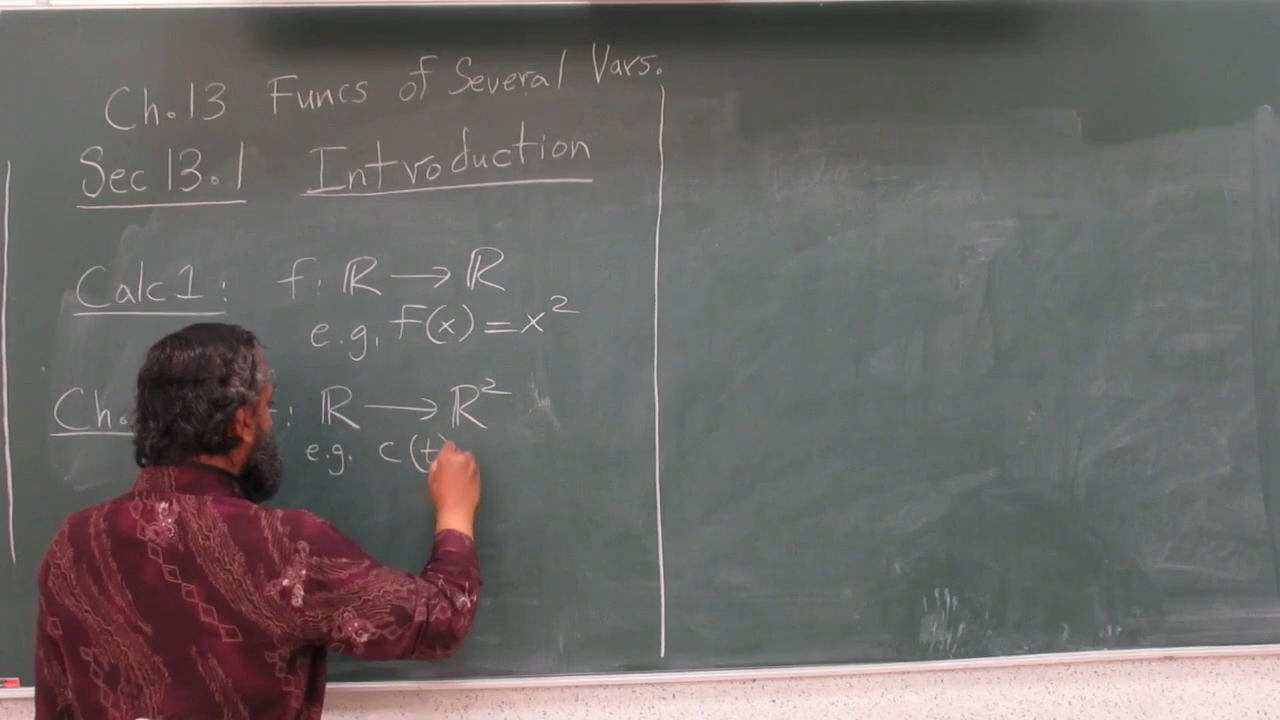 Ch.13 Funcs of Several Vars.
Sec 13.1 Introduction
Calc 1: f: ℝ → ℝ
e.g. f(x) = x²
Ch. : ℝ → ℝ²
e.g. c(t)